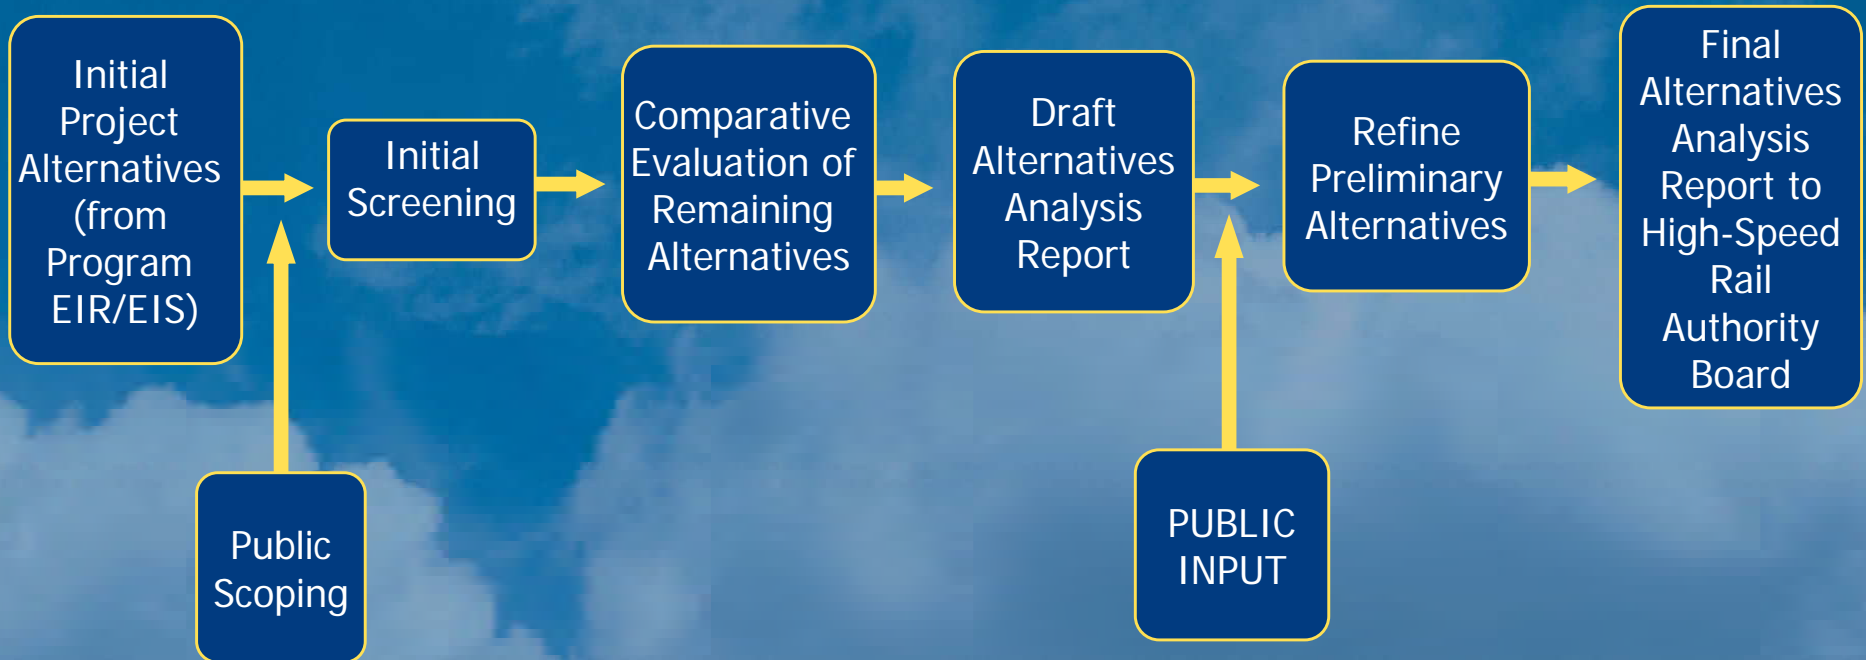 Initial
Project
Alternatives
(from
Program
EIR/EIS)
Initial
Screening
Comparative
Evaluation of
Remaining
Alternatives
Draft
Alternatives
Analysis
Report
Refine
Preliminary
Alternatives
Final
Alternatives
Analysis
Report to
High-Speed
Rail
Authority
Board
Public
Scoping
PUBLIC
INPUT